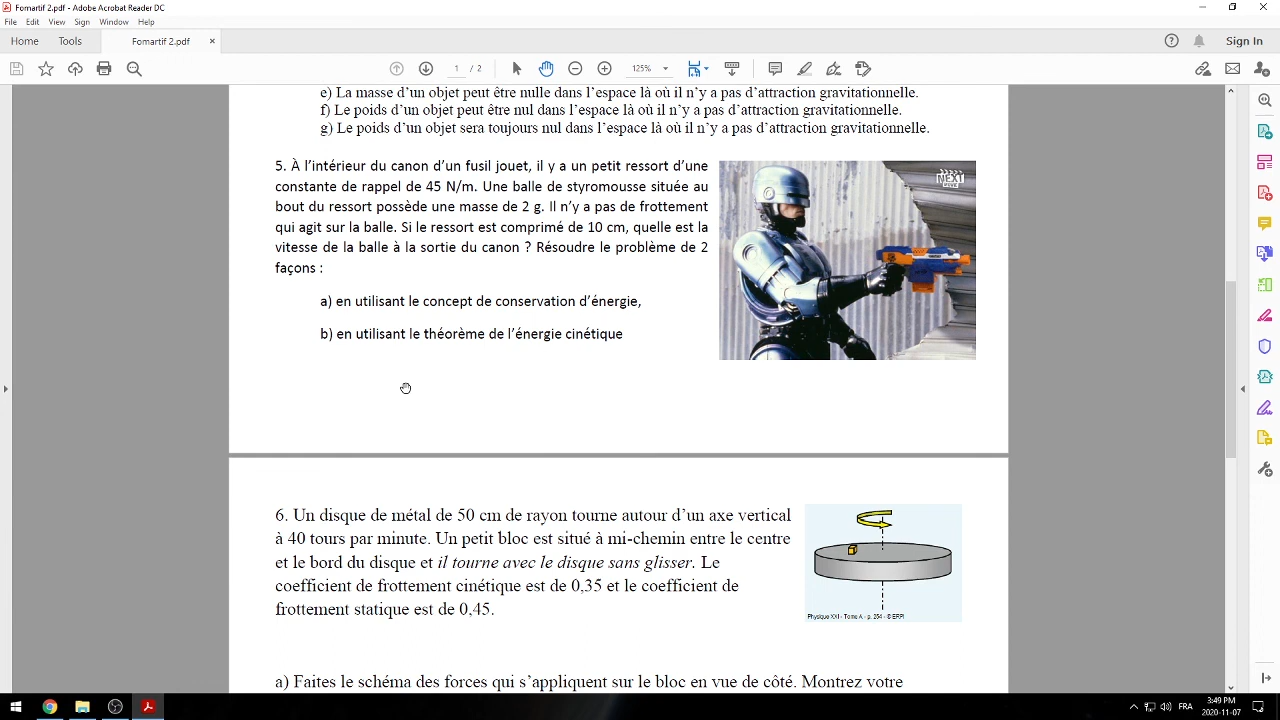 Fomartif 2.pdf - Adobe Acrobat Reader DC
File Edit View Sign Window Help
Home Tools Fomartif 2.pdf × Sign In
1 / 2 125%
e) La masse d’un objet peut être nulle dans l’espace là où il n’y a pas d’attraction gravitationnelle.
f) Le poids d’un objet peut être nul dans l’espace là où il n’y a pas d’attraction gravitationnelle.
g) Le poids d’un objet sera toujours nul dans l’espace là où il n’y a pas d’attraction gravitationnelle.
5. À l’intérieur du canon d’un fusil jouet, il y a un petit ressort d’une
constante de rappel de 45 N/m. Une balle de styromousse située au
bout du ressort possède une masse de 2 g. Il n’y a pas de frottement
qui agit sur la balle. Si le ressort est comprimé de 10 cm, quelle est la
vitesse de la balle à la sortie du canon ? Résoudre le problème de 2
façons :
NEXT
a) en utilisant le concept de conservation d’énergie,
b) en utilisant le théorème de l’énergie cinétique
6. Un disque de métal de 50 cm de rayon tourne autour d’un axe vertical
à 40 tours par minute. Un petit bloc est situé à mi-chemin entre le centre
et le bord du disque et il tourne avec le disque sans glisser. Le
coefficient de frottement cinétique est de 0,35 et le coefficient de
frottement statique est de 0,45.
Physique XXI - Tome A - p. 254 - © ERPI
a) Faites le schéma des forces qui s’appliquent sur le bloc en vue de côté. Montrez votre
FRA
3:49 PM
2020-11-07